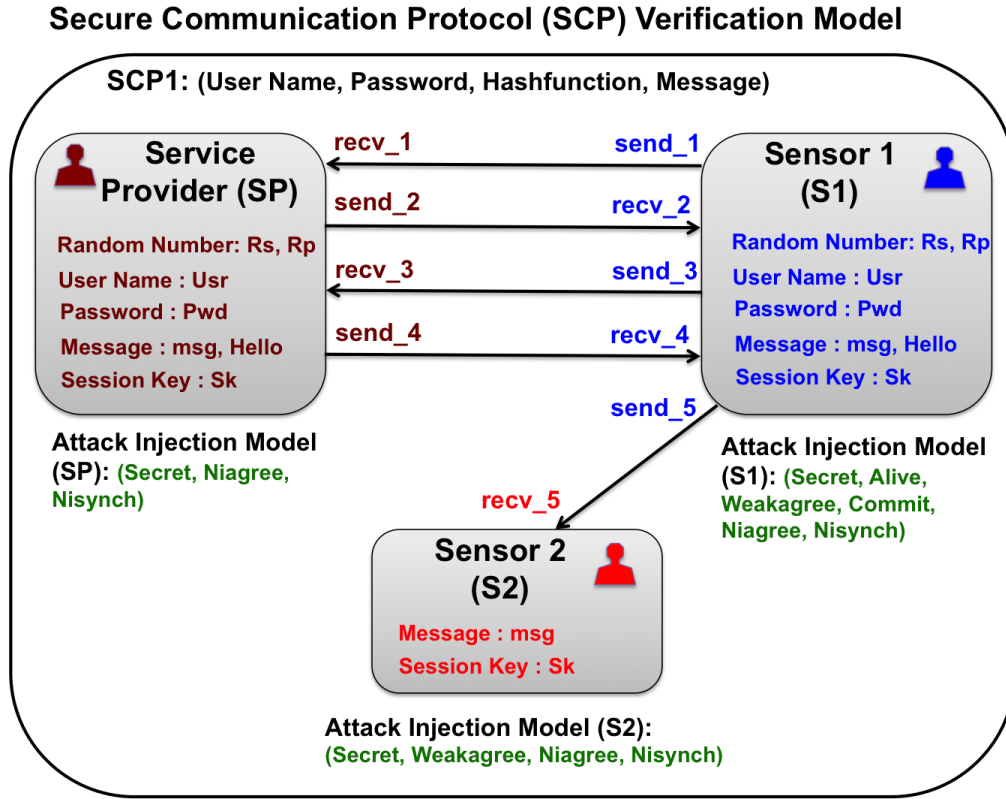 Secure Communication Protocol (SCP) Verification Model
SCP1: (User Name, Password, Hashfunction, Message)
Service
Provider (SP)
Random Number: Rs, Rp
User Name : Usr
Password : Pwd
Message : msg, Hello
Session Key : Sk
recv_1
send_1
send_2
recv_2
recv_3
send_3
send_4
recv_4
Sensor 1
(S1)
Random Number: Rs, Rp
User Name : Usr
Password : Pwd
Message : msg, Hello
Session Key : Sk
send_5
recv_5
Attack Injection Model
(SP): (Secret, Niagree,
Nisynch)
Attack Injection Model
(S1): (Secret, Alive,
Weakagree, Commit,
Niagree, Nisynch)
Sensor 2
(S2)
Message : msg
Session Key : Sk
Attack Injection Model (S2):
(Secret, Weakagree, Niagree, Nisynch)